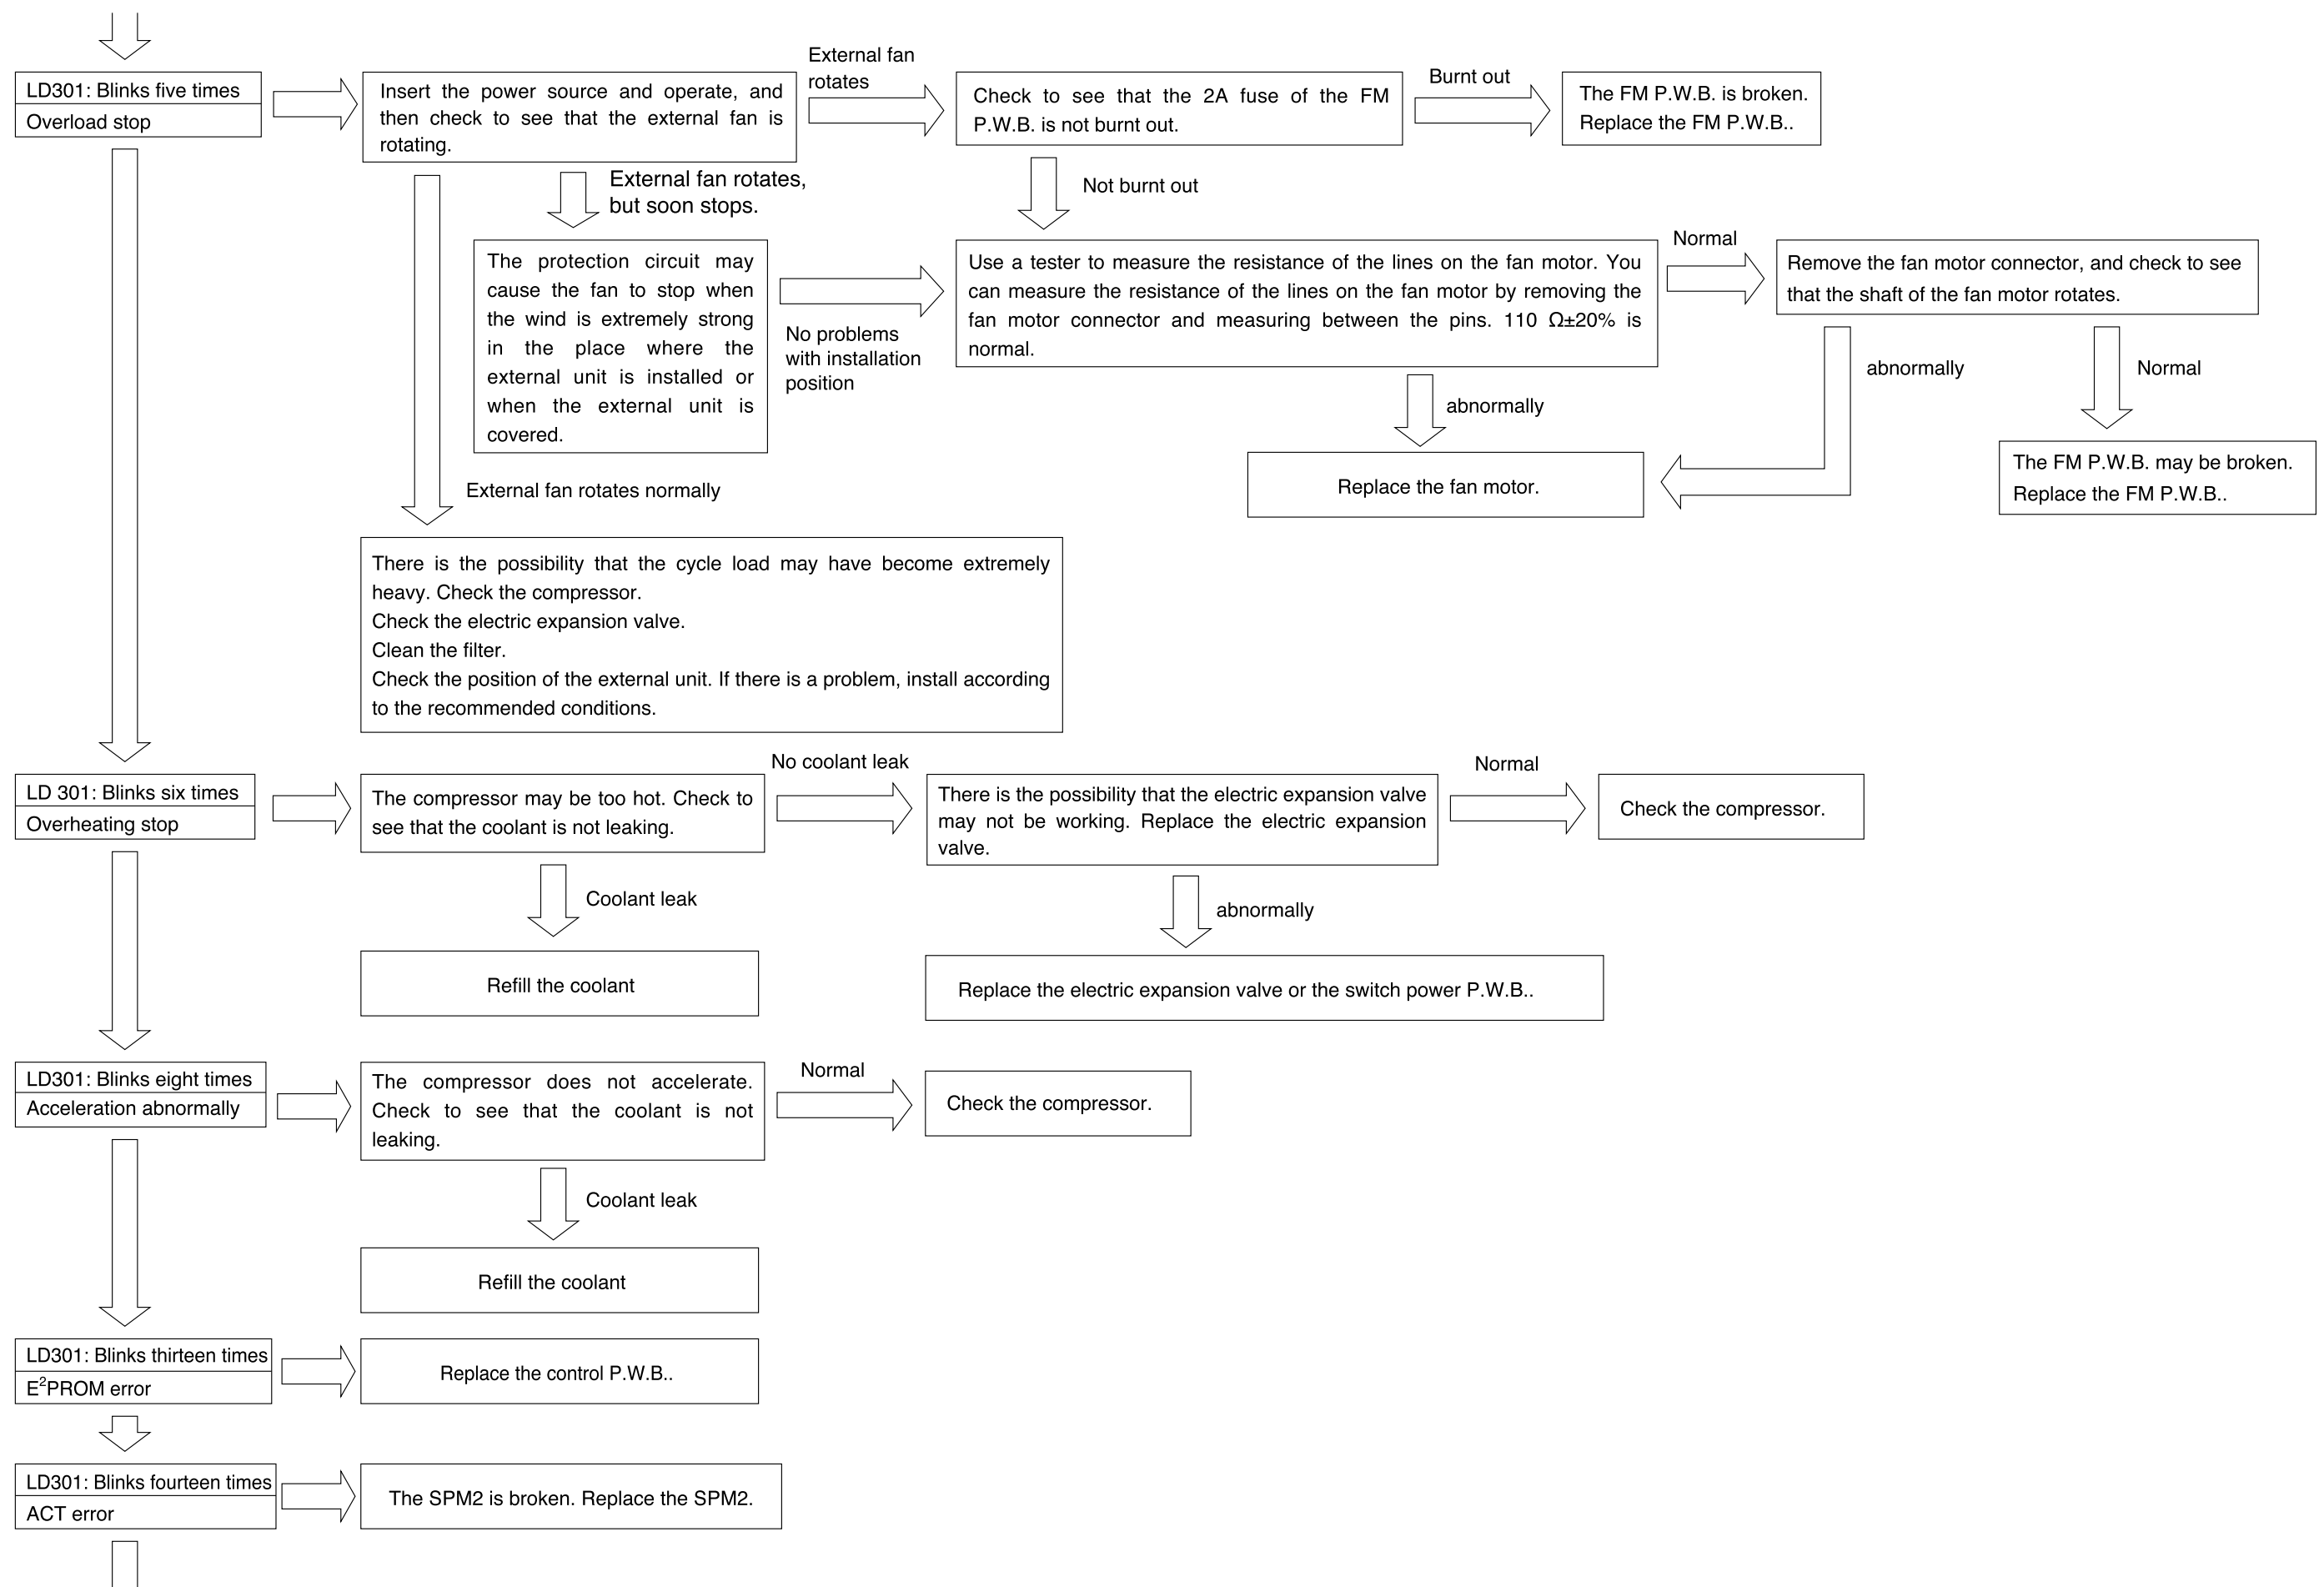 LD301: Blinks five times
Overload stop
Insert the power source and operate, and
then check to see that the external fan is
rotating.
External fan
rotates
Check to see that the 2A fuse of the FM
P.W.B. is not burnt out.
Burnt out
The FM P.W.B. is broken.
Replace the FM P.W.B..
External fan rotates,
but soon stops.
Not burnt out
The protection circuit may
cause the fan to stop when
the wind is extremely strong
in the place where the
external unit is installed or
when the external unit is
covered.
No problems
with installation
position
Use a tester to measure the resistance of the lines on the fan motor. You
can measure the resistance of the lines on the fan motor by removing the
fan motor connector and measuring between the pins. 110 Ω±20% is
normal.
Normal
Remove the fan motor connector, and check to see
that the shaft of the fan motor rotates.
abnormally
Normal
abnormally
Replace the fan motor.
The FM P.W.B. may be broken.
Replace the FM P.W.B..
External fan rotates normally
There is the possibility that the cycle load may have become extremely
heavy. Check the compressor.
Check the electric expansion valve.
Clean the filter.
Check the position of the external unit. If there is a problem, install according
to the recommended conditions.
LD 301: Blinks six times
Overheating stop
The compressor may be too hot. Check to
see that the coolant is not leaking.
No coolant leak
There is the possibility that the electric expansion valve
may not be working. Replace the electric expansion
valve.
Normal
Check the compressor.
Coolant leak
abnormally
Refill the coolant
Replace the electric expansion valve or the switch power P.W.B..
LD301: Blinks eight times
Acceleration abnormally
The compressor does not accelerate.
Check to see that the coolant is not
leaking.
Normal
Check the compressor.
Coolant leak
Refill the coolant
LD301: Blinks thirteen times
E²PROM error
Replace the control P.W.B..
LD301: Blinks fourteen times
ACT error
The SPM2 is broken. Replace the SPM2.